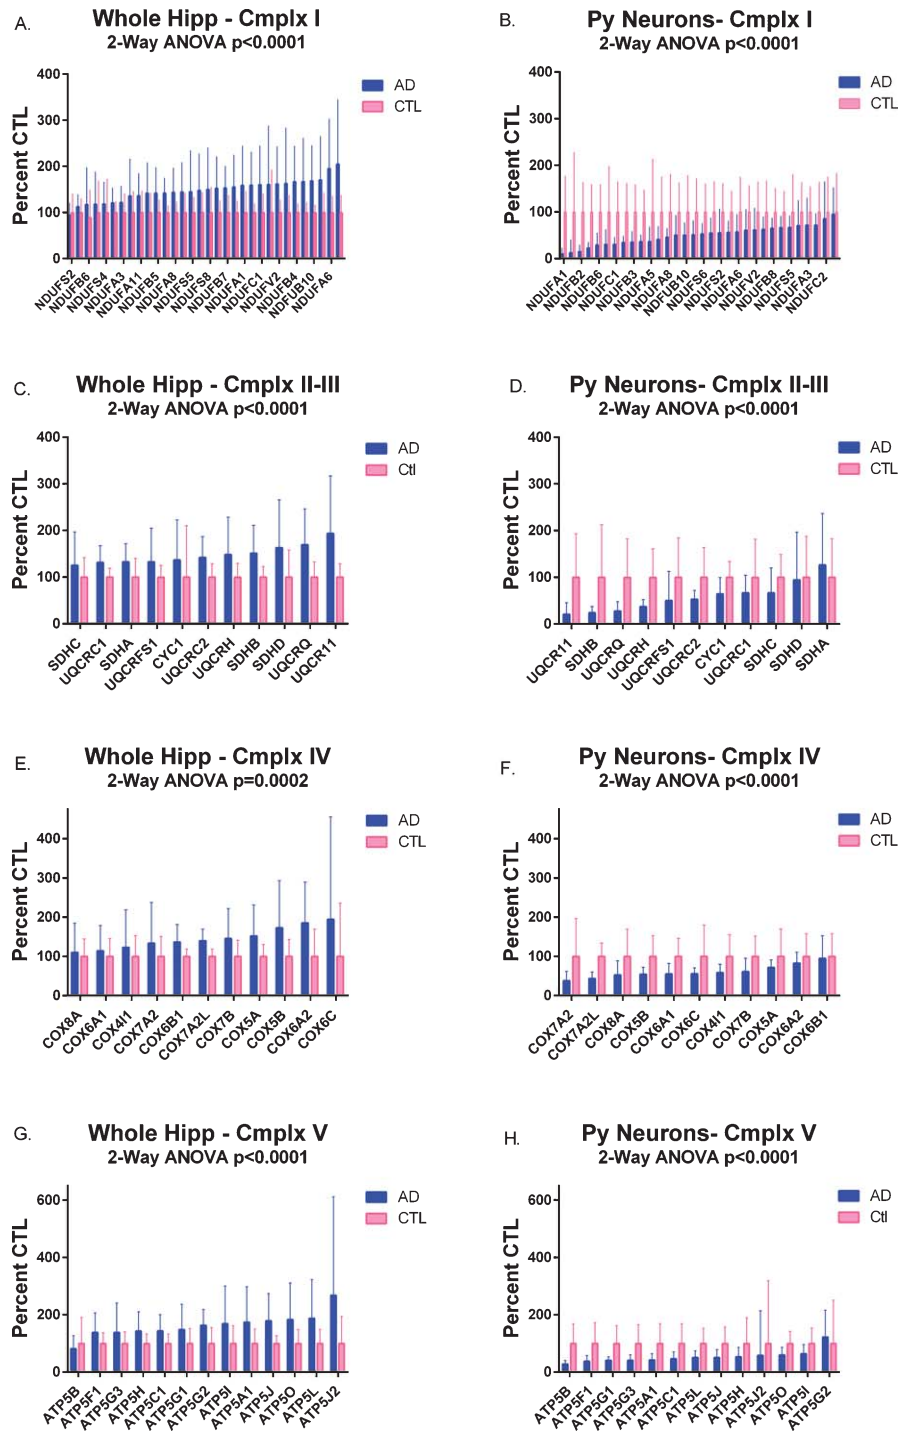 A.
Whole Hipp - Cmplx I
2-Way ANOVA p<0.0001
Percent CTL
400
300
200
100
0
AD
CTL
NDUFS2
NDUFB6
NDUFS4
NDUFA3
NDUFA11
NDUFB5
NDUFA8
NDUFS5
NDUFS8
NDUFB7
NDUFA1
NDUFC1
NDUFV2
NDUFB4
NDFUB10
NDUFA6
B.
Py Neurons- Cmplx I
2-Way ANOVA p<0.0001
Percent CTL
400
300
200
100
0
AD
CTL
NDUFA1
NDUFB2
NDUFB6
NDUFC1
NDUFB3
NDUFA5
NDUFA8
NDFUB10
NDUFS6
NDUFS2
NDUFA6
NDUFV2
NDUFB8
NDUFS5
NDUFA3
NDUFC2
C.
Whole Hipp - Cmplx II-III
2-Way ANOVA p<0.0001
Percent CTL
400
300
200
100
0
AD
Ctl
SDHC
UQCRC1
SDHA
UQCRFS1
CYC1
UQCRC2
UQCRH
SDHB
SDHD
UQCRQ
UQCR11
D.
Py Neurons- Cmplx II-III
2-Way ANOVA p<0.0001
Percent CTL
400
300
200
100
0
AD
CTL
UQCR11
SDHB
UQCRQ
UQCRH
UQCRFS1
UQCRC2
CYC1
UQCRC1
SDHC
SDHD
SDHA
E.
Whole Hipp - Cmplx IV
2-Way ANOVA p=0.0002
Percent CTL
400
300
200
100
0
AD
CTL
COX8A
COX6A1
COX4I1
COX7A2
COX6B1
COX7A2L
COX7B
COX5A
COX5B
COX6A2
COX6C
F.
Py Neurons- Cmplx IV
2-Way ANOVA p<0.0001
Percent CTL
400
300
200
100
0
AD
CTL
COX7A2
COX7A2L
COX8A
COX5B
COX6A1
COX6C
COX4I1
COX7B
COX5A
COX6A2
COX6B1
G.
Whole Hipp - Cmplx V
2-Way ANOVA p<0.0001
Percent CTL
600
400
200
0
AD
CTL
ATP5B
ATP5F1
ATP5G3
ATP5H
ATP5C1
ATP5G1
ATP5G2
ATP5I
ATP5A1
ATP5J
ATP5O
ATP5L
ATP5J2
H.
Py Neurons- Cmplx V
2-Way ANOVA p<0.0001
Percent CTL
600
400
200
0
AD
Ctl
ATP5B
ATP5F1
ATP5G1
ATP5G3
ATP5A1
ATP5C1
ATP5L
ATP5J
ATP5H
ATP5J2
ATP5O
ATP5I
ATP5G2